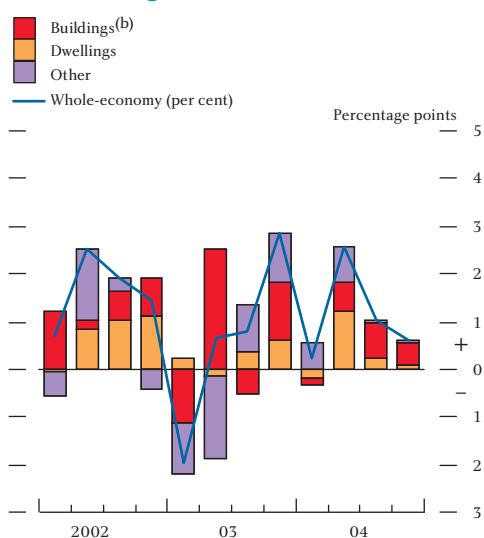 Buildings(b)
Dwellings
Other
Whole-economy (per cent)
Percentage points
5
4
3
2
1
+
0
–
1
2
3
2002 03 04